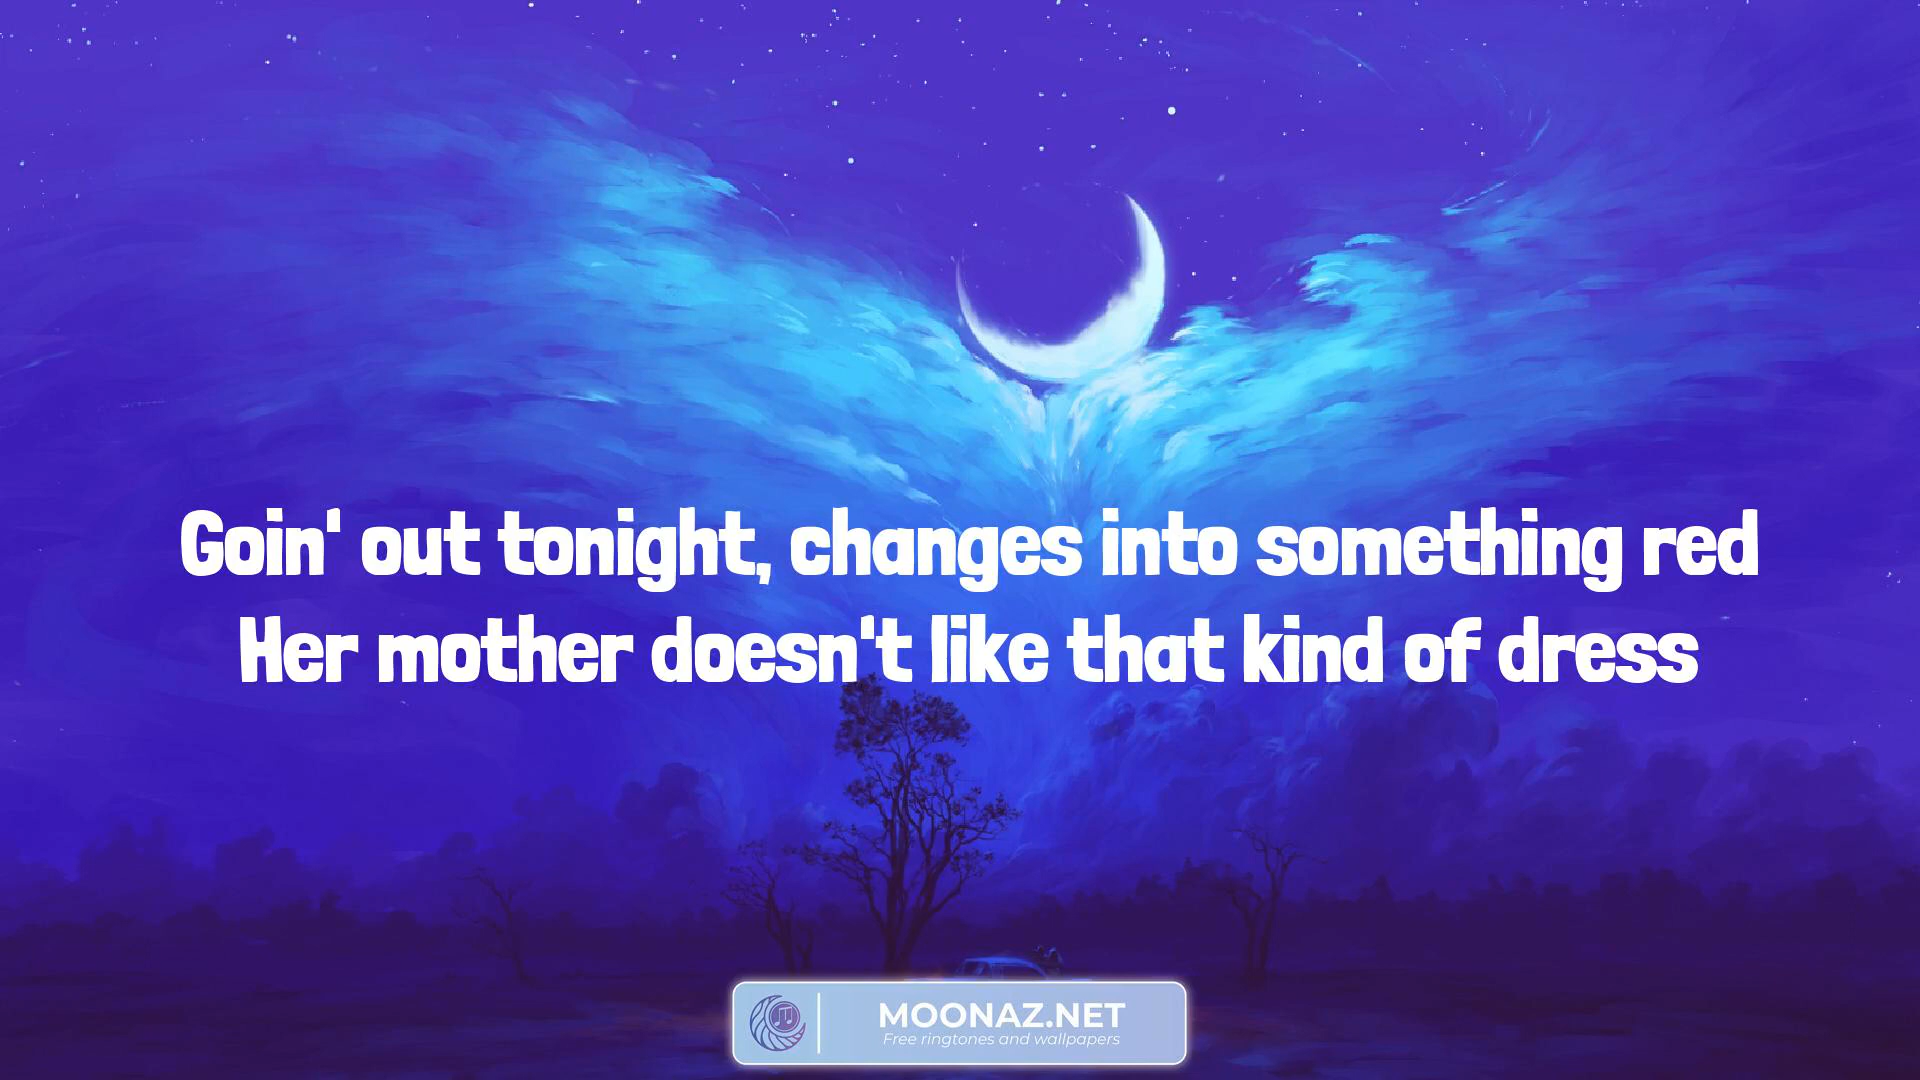 Goin' out tonight, changes into something red
Her mother doesn't like that kind of dress
MOONAZ.NET
Free ringtones and wallpapers